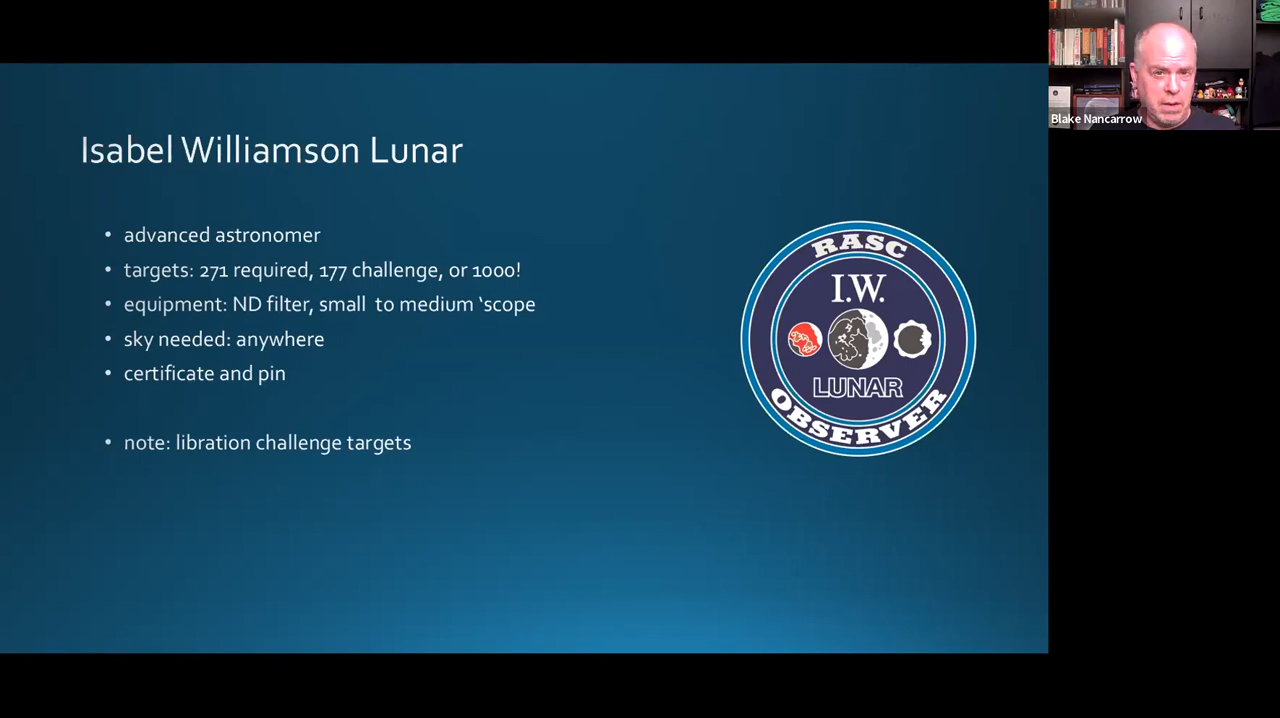 Isabel Williamson Lunar
• advanced astronomer
• targets: 271 required, 177 challenge, or 1000!
• equipment: ND filter, small to medium ‘scope
• sky needed: anywhere
• certificate and pin
• note: libration challenge targets
RASC
I.W.
LUNAR
OBSERVER
Blake Nancarrow